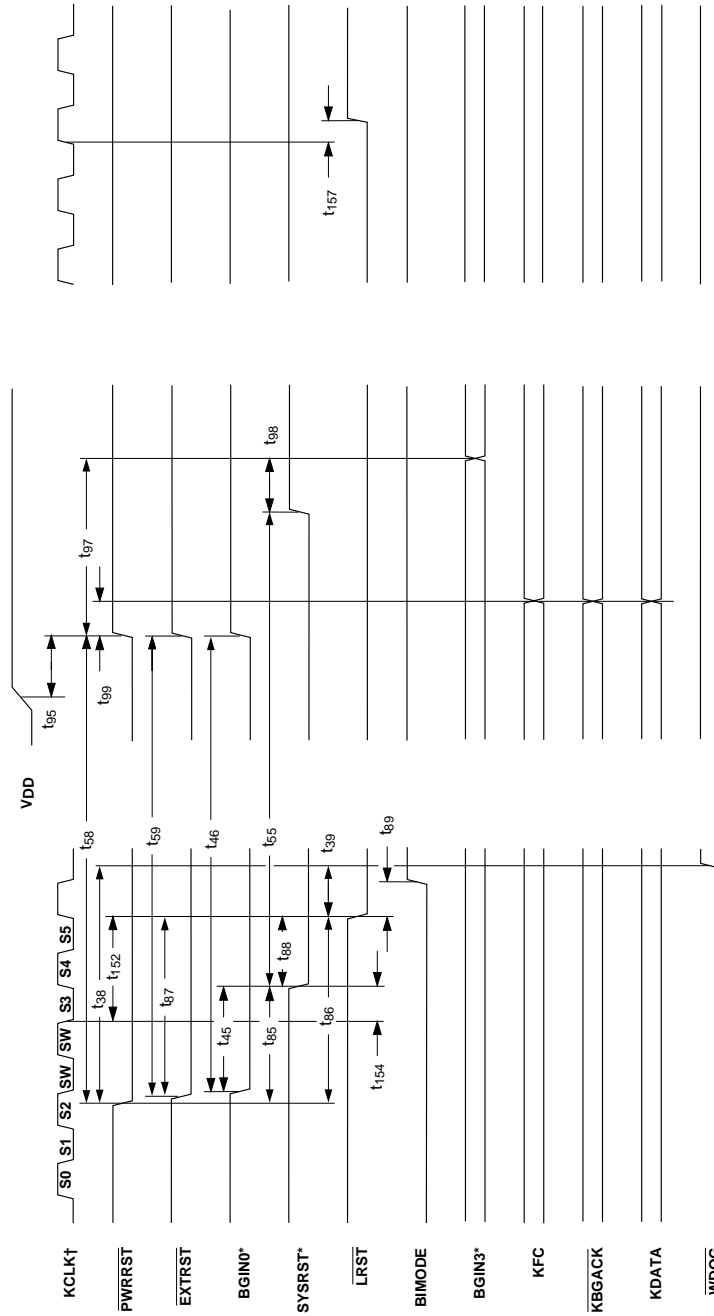 VDD
KCLK†
S0 S1 S2 SW SW S3 S4 S5
PWRRST
EXTRST
BGIN0*
SYSRST*
LRST
BIMODE
BGIN3*
KFC
KBGACK
KDATA
t95
t99
t97
t58
t38
t152
t59
t87
t46
t45
t55
t98
t85
t88
t86
t39
t154
t89
t157